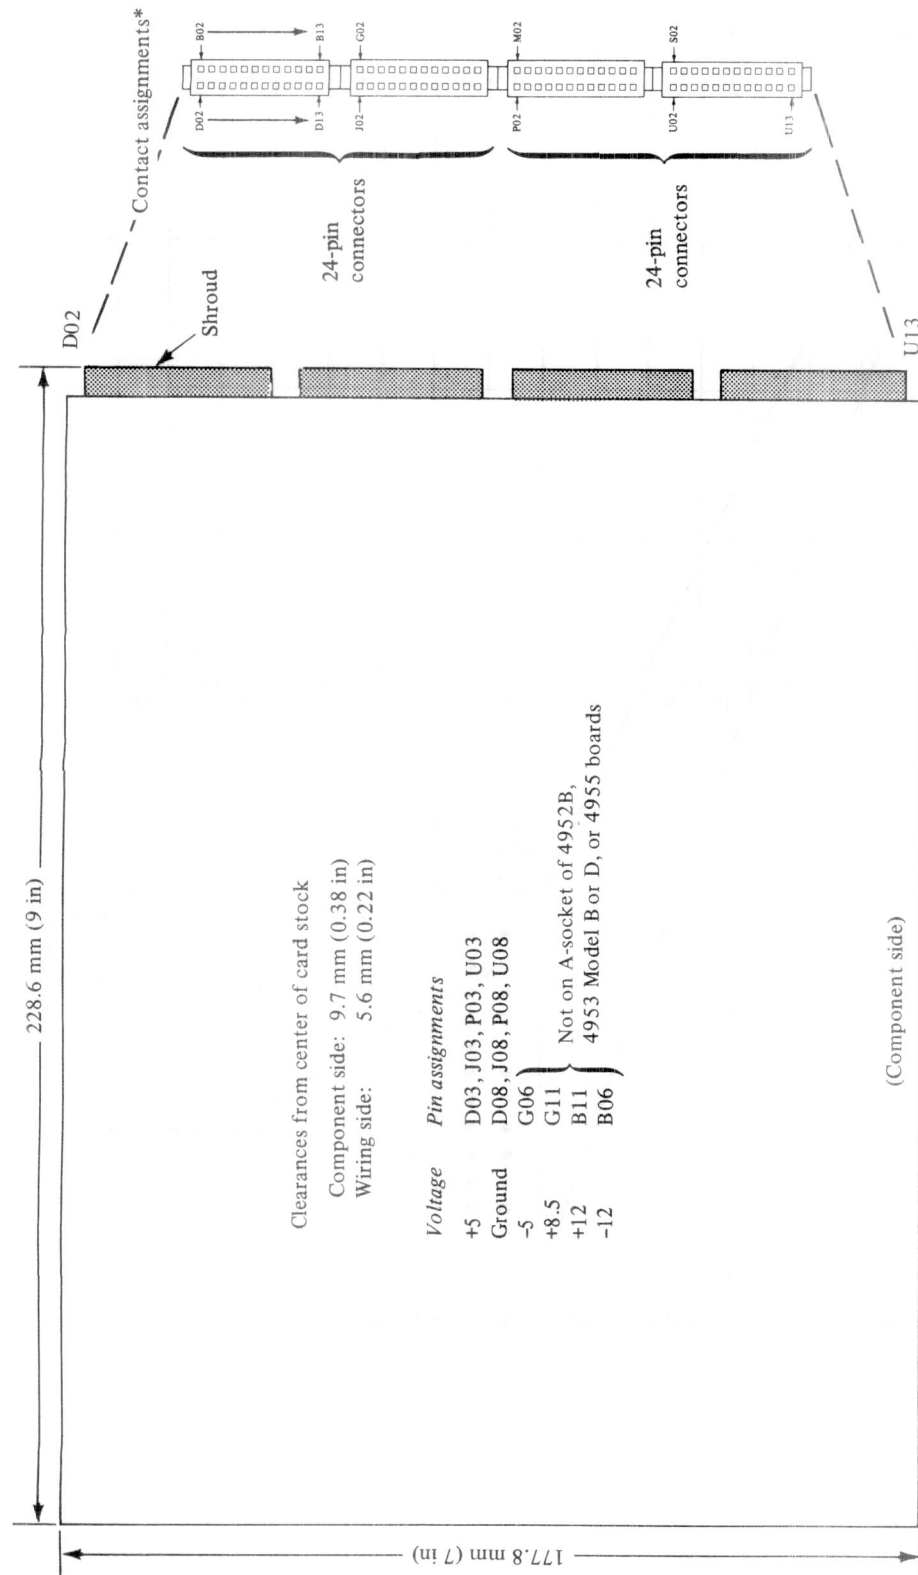 228.6 mm (9 in)
177.8 mm (7 in)
D02
Shroud
U13
Contact assignments*
D02
B02
D13
B13
J02
G02
P02
M02
U02
S02
U13
24-pin
connectors
24-pin
connectors
Clearances from center of card stock
Component side: 9.7 mm (0.38 in)
Wiring side: 5.6 mm (0.22 in)
Voltage Pin assignments
+5 D03, J03, P03, U03
Ground D08, J08, P08, U08
-5 G06
+8.5 G11
+12 B11
-12 B06
Not on A-socket of 4952B,
4953 Model B or D, or 4955 boards
(Component side)